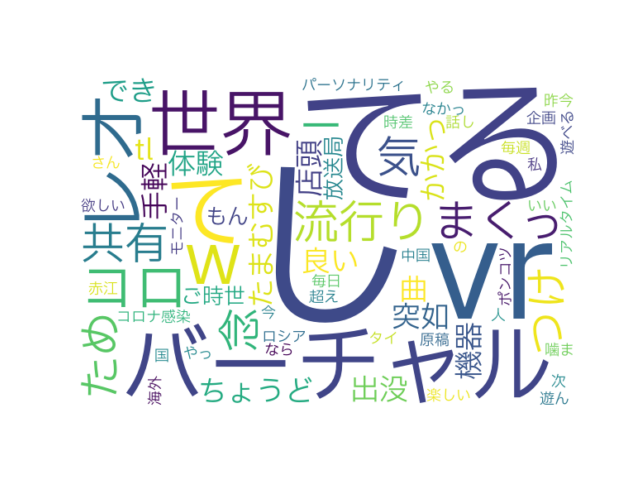 パーソナリティ
やる
でき
世界
てる
なかっ
話し
昨今
企画
遊べる
毎週
私
時差
レオ
tl
体験
さん
手軽
店頭
放送局
ー
気
かかっ
欲しい
モニター
もん
て
たまむすび
し
流行り
まくっ
いい
リアルタイム
共有
w
良い
中国
の
vr
ポンコツ
つけ
コロ
ご時世
毎日
超え
曲
赤江
コロナ感染
今
念
突如
人
機器
ため
国
やっ
ロシア
なら
バーチャル
タイ
原稿
噛ま
海外
ちょうど
出没
楽しい
次
遊ん